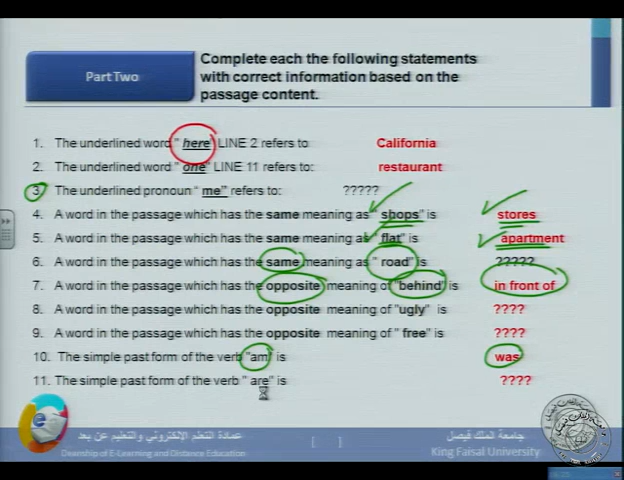 Part Two
Complete each the following statements
with correct information based on the
passage content.
1. The underlined word " here" LINE 2 refers to California
2. The underlined word " one" LINE 11 refers to: restaurant
3. The underlined pronoun " me" refers to: ?????
4. A word in the passage which has the same meaning as " shops" is stores
5. A word in the passage which has the same meaning as " flat" is apartment
6. A word in the passage which has the same meaning as " road" is ?????
7. A word in the passage which has the opposite meaning of "behind" is in front of
8. A word in the passage which has the opposite meaning of "ugly" is ????
9. A word in the passage which has the opposite meaning of " free" is ????
10. The simple past form of the verb "am" is was
11. The simple past form of the verb " are" is ????
عمادة التعلم الإلكتروني والتعليم عن بعد
Deanship of E-Learning and Distance Education
[ ]
جامعة الملك فيصل
King Faisal University